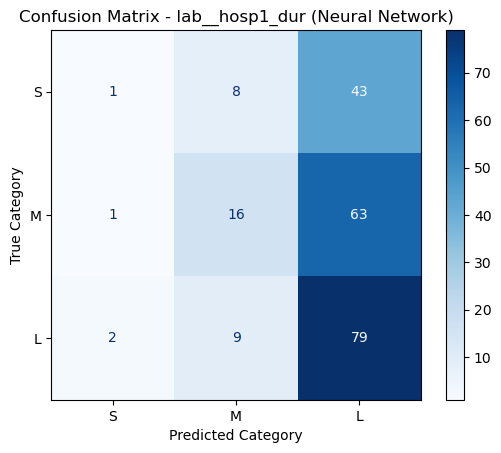 Confusion Matrix - lab__hosp1_dur (Neural Network)
S 1 8 43
M 1 16 63
L 2 9 79
S M L
Predicted Category
True Category
70
60
50
40
30
20
10